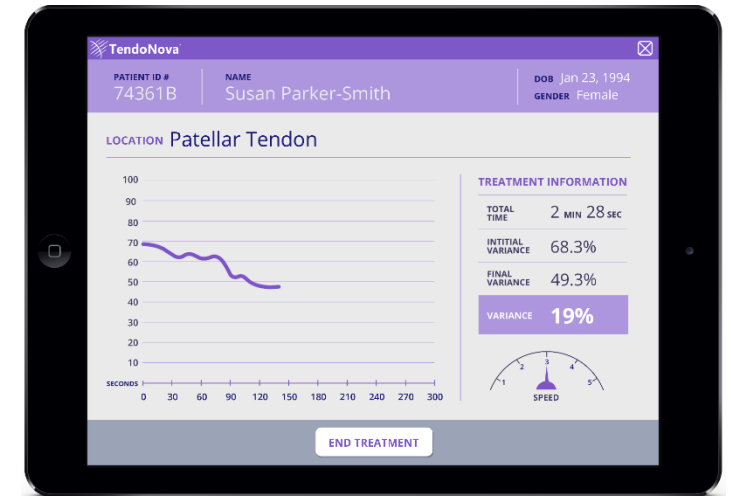 TendoNova
PATIENT ID #
74361B
NAME
Susan Parker-Smith
DOB Jan 23, 1994
GENDER Female
LOCATION Patellar Tendon
100
90
80
70
60
50
40
30
20
10
SECONDS
0 30 60 90 120 150 180 210 240 270 300
TREATMENT INFORMATION
TOTAL TIME 2 MIN 28 SEC
INTITIAL VARIANCE 68.3%
FINAL VARIANCE 49.3%
VARIANCE 19%
1 2 3 4 5
SPEED
END TREATMENT